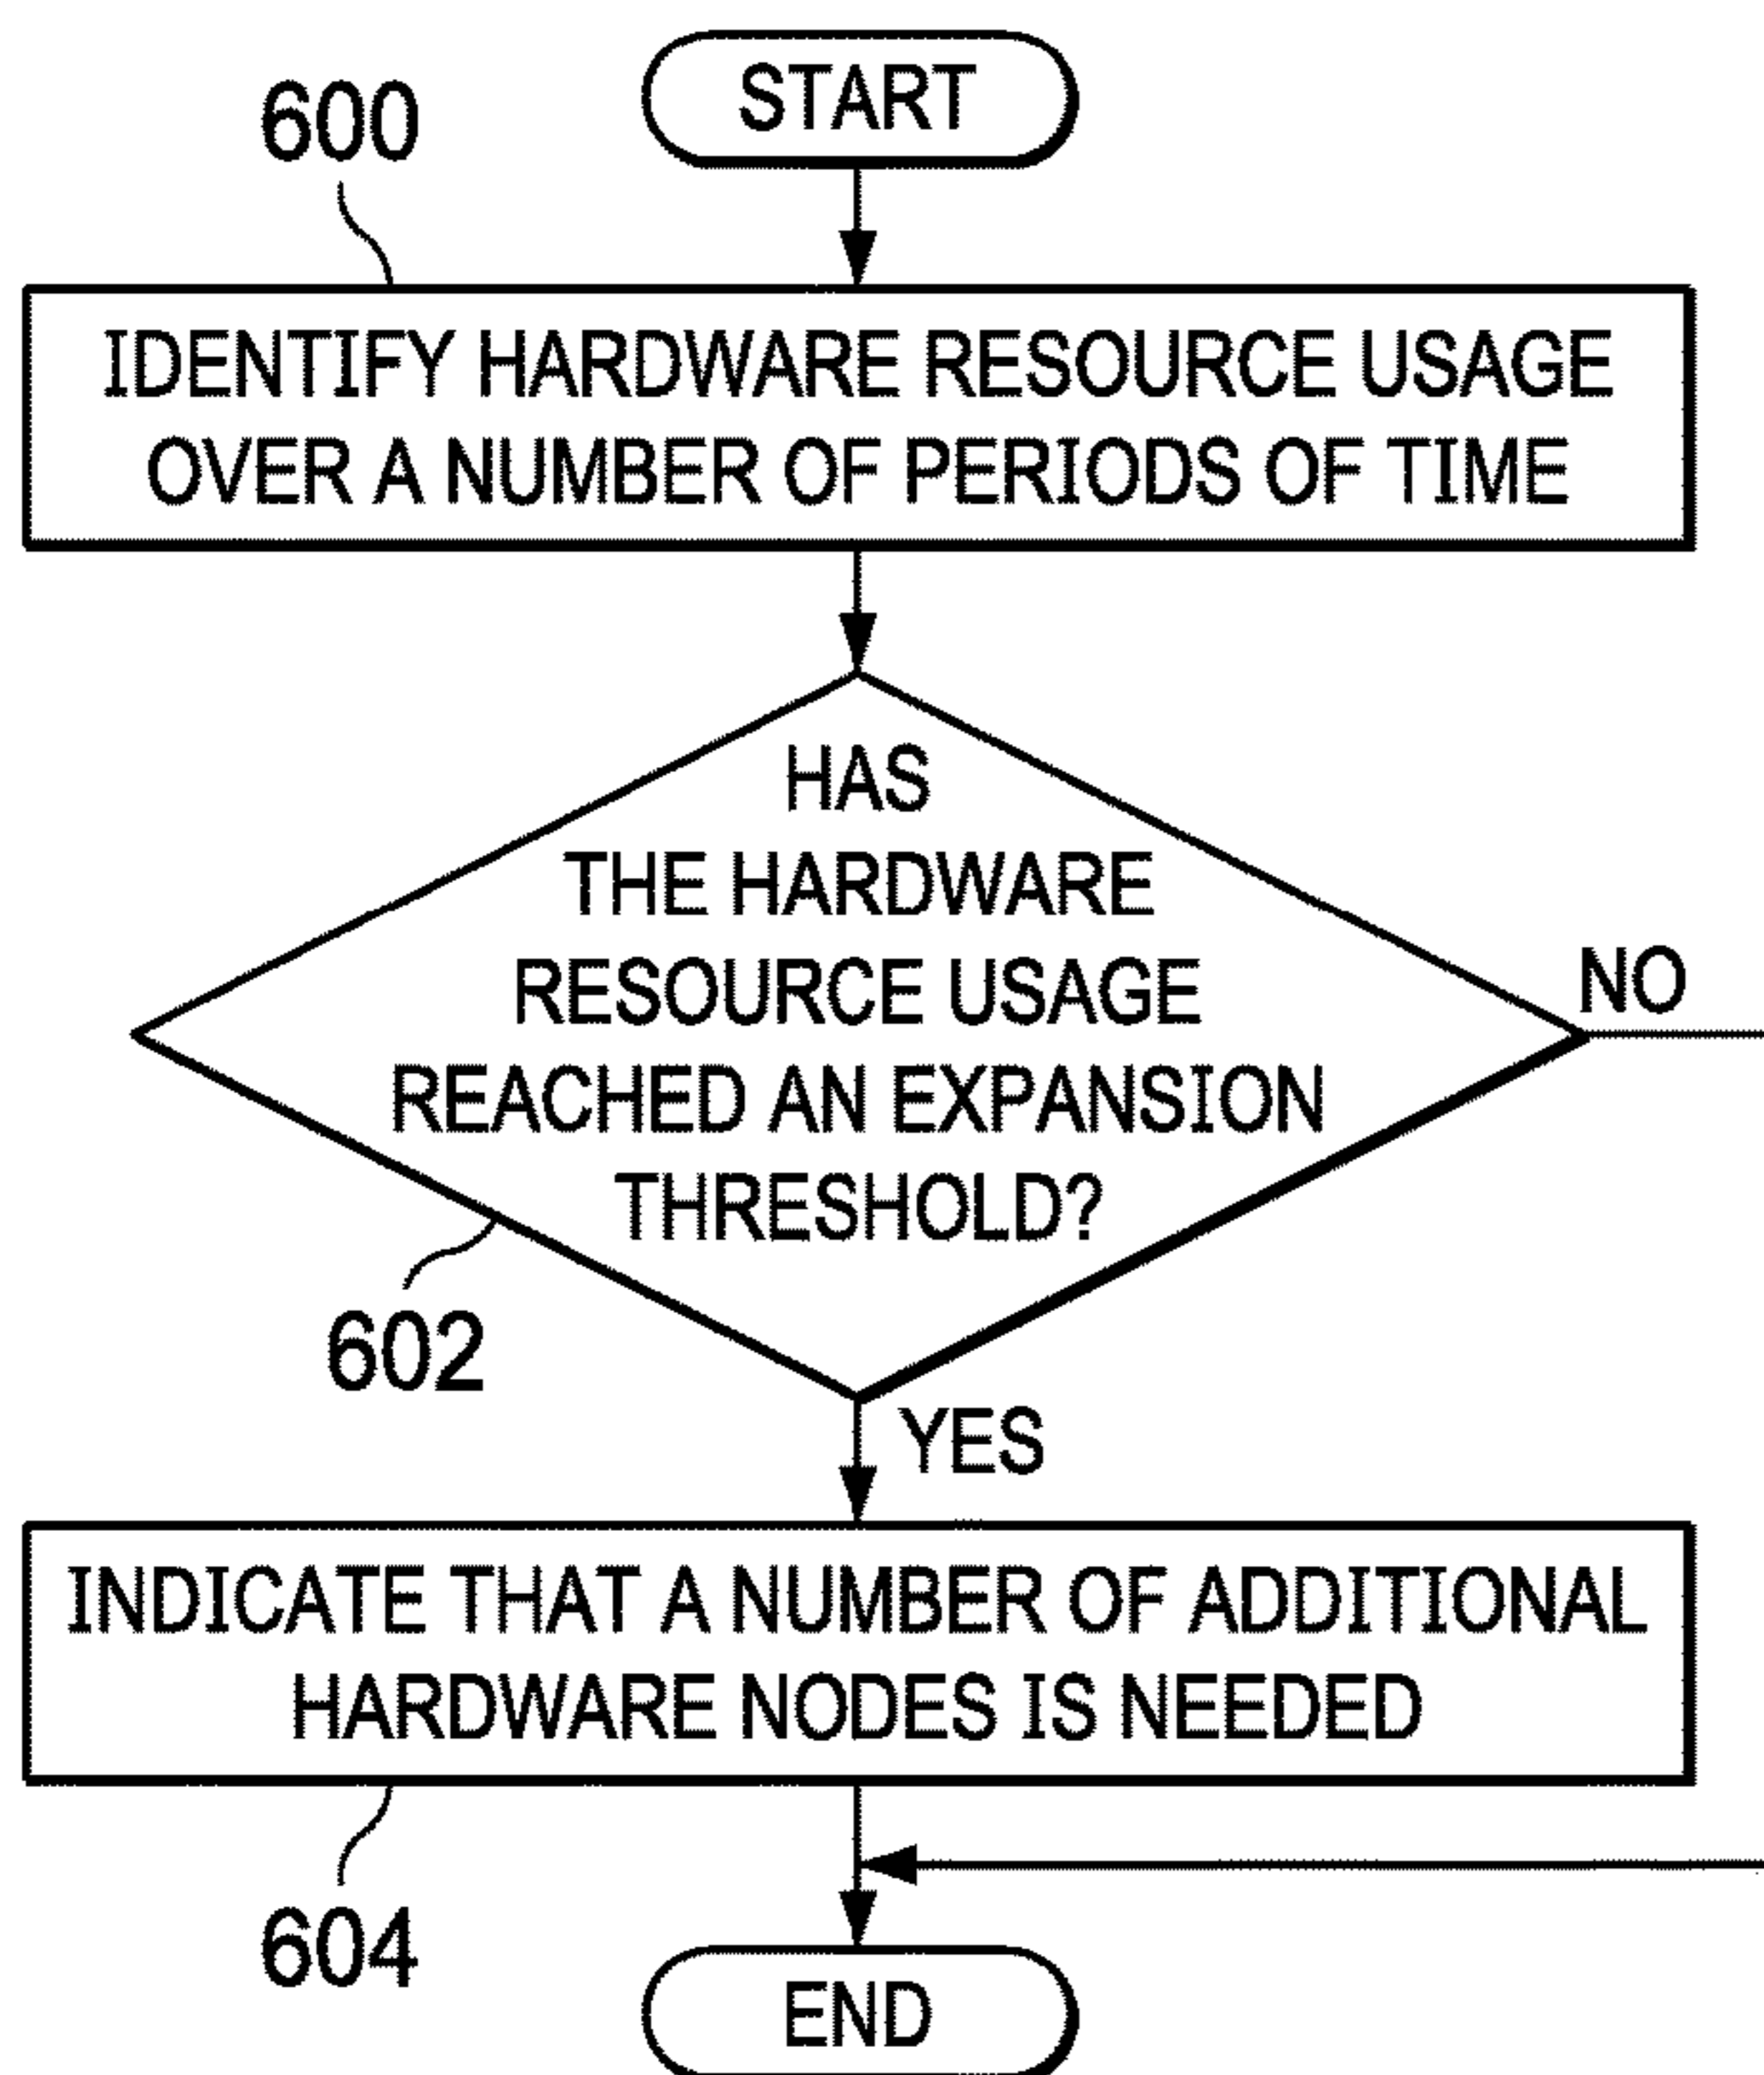 START
600
IDENTIFY HARDWARE RESOURCE USAGE
OVER A NUMBER OF PERIODS OF TIME
HAS
THE HARDWARE
RESOURCE USAGE
REACHED AN EXPANSION
THRESHOLD?
NO
602
YES
INDICATE THAT A NUMBER OF ADDITIONAL
HARDWARE NODES IS NEEDED
604
END